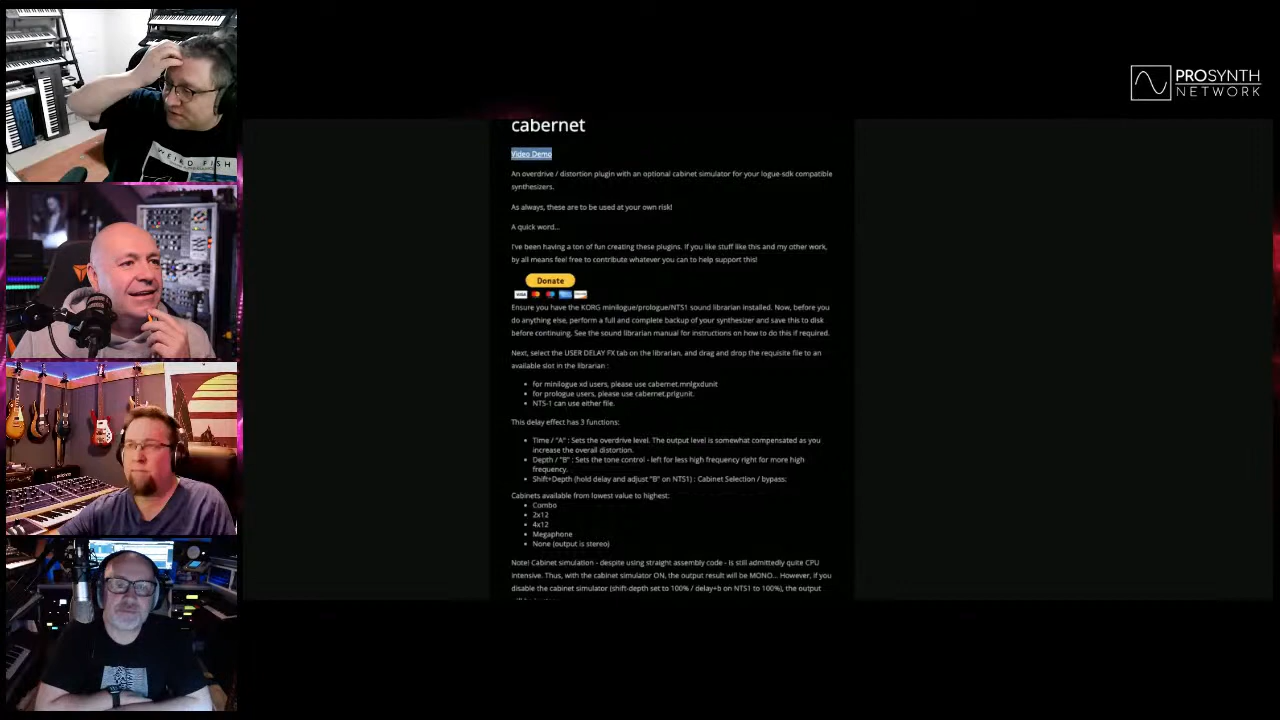 PROSYNTH
NETWORK
cabernet
Video Demo
An overdrive / distortion plugin with an optional cabinet simulator for your logue-sdk compatible
synthesizers.
As always, these are to be used at your own risk!
A quick word...
I've been having a ton of fun creating these plugins. If you like stuff like this and my other work,
by all means feel free to contribute whatever you can to help support this!
Donate
VISA
Ensure you have the KORG minilogue/prologue/NTS1 sound librarian installed. Now, before you
do anything else, perform a full and complete backup of your synthesizer and save this to disk
before continuing. See the sound librarian manual for instructions on how to do this if required.
Next, select the USER DELAY FX tab on the librarian, and drag and drop the requisite file to an
available slot in the librarian :
for minilogue xd users, please use cabernet.mnlgxdunit
for prologue users, please use cabernet.prlgunit.
NTS-1 can use either file.
This delay effect has 3 functions:
Time / "A" : Sets the overdrive level. The output level is somewhat compensated as you
increase the overall distortion.
Depth / "B" : Sets the tone control - left for less high frequency right for more high
frequency.
Shift+Depth (hold delay and adjust "B" on NTS1) : Cabinet Selection / bypass:
Cabinets available from lowest value to highest:
Combo
2x12
4x12
Megaphone
None (output is stereo)
Note! Cabinet simulation - despite using straight assembly code - is still admittedly quite CPU
intensive. Thus, with the cabinet simulator ON, the output result will be MONO... However, if you
disable the cabinet simulator (shift-depth set to 100% / delay+b on NTS1 to 100%), the output
WEIRD FISH